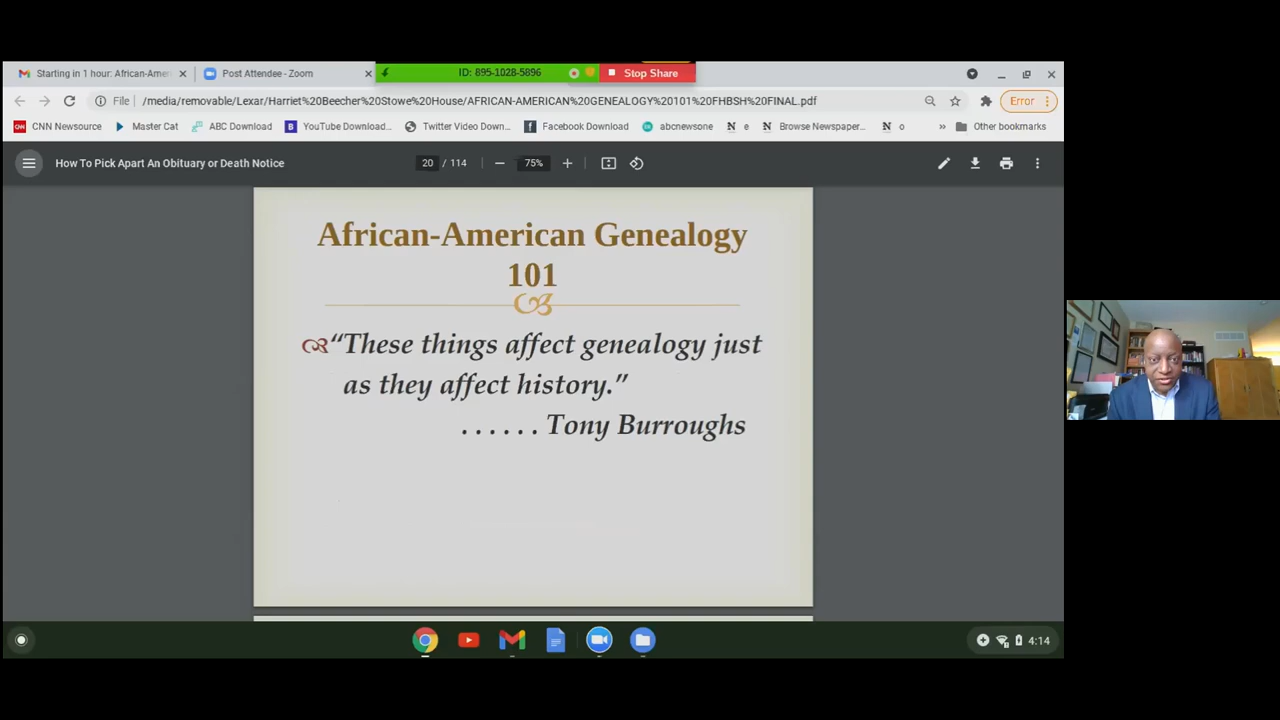 Starting in 1 hour: African-Amer
Post Attendee - Zoom
ID: 895-1028-5896
Stop Share
File
/media/removable/Lexar/Harriet%20Beecher%20Stowe%20House/AFRICAN-AMERICAN%20GENEALOGY%20101%20FHBSH%20FINAL.pdf
Error
CNN Newsource
Master Cat
ABC Download
YouTube Download...
Twitter Video Down...
Facebook Download
abcnewsone
N e
N Browse Newspaper...
N o
»
Other bookmarks
How To Pick Apart An Obituary or Death Notice
20 / 114
75%
African-American Genealogy
101
“These things affect genealogy just
as they affect history.”
. . . . . . Tony Burroughs
4:14